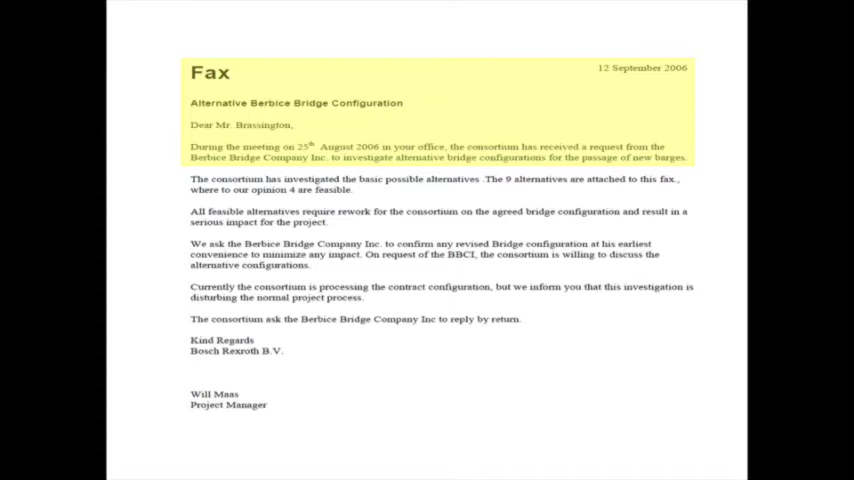 Fax
12 September 2006
Alternative Berbice Bridge Configuration
Dear Mr. Brassington,
During the meeting on 25th August 2006 in your office, the consortium has received a request from the
Berbice Bridge Company Inc. to investigate alternative bridge configurations for the passage of new barges.
The consortium has investigated the basic possible alternatives .The 9 alternatives are attached to this fax.,
where to our opinion 4 are feasible.
All feasible alternatives require rework for the consortium on the agreed bridge configuration and result in a
serious impact for the project.
We ask the Berbice Bridge Company Inc. to confirm any revised Bridge configuration at his earliest
convenience to minimize any impact. On request of the BBCI, the consortium is willing to discuss the
alternative configurations.
Currently the consortium is processing the contract configuration, but we inform you that this investigation is
disturbing the normal project process.
The consortium ask the Berbice Bridge Company Inc to reply by return.
Kind Regards
Bosch Rexroth B.V.
Will Maas
Project Manager